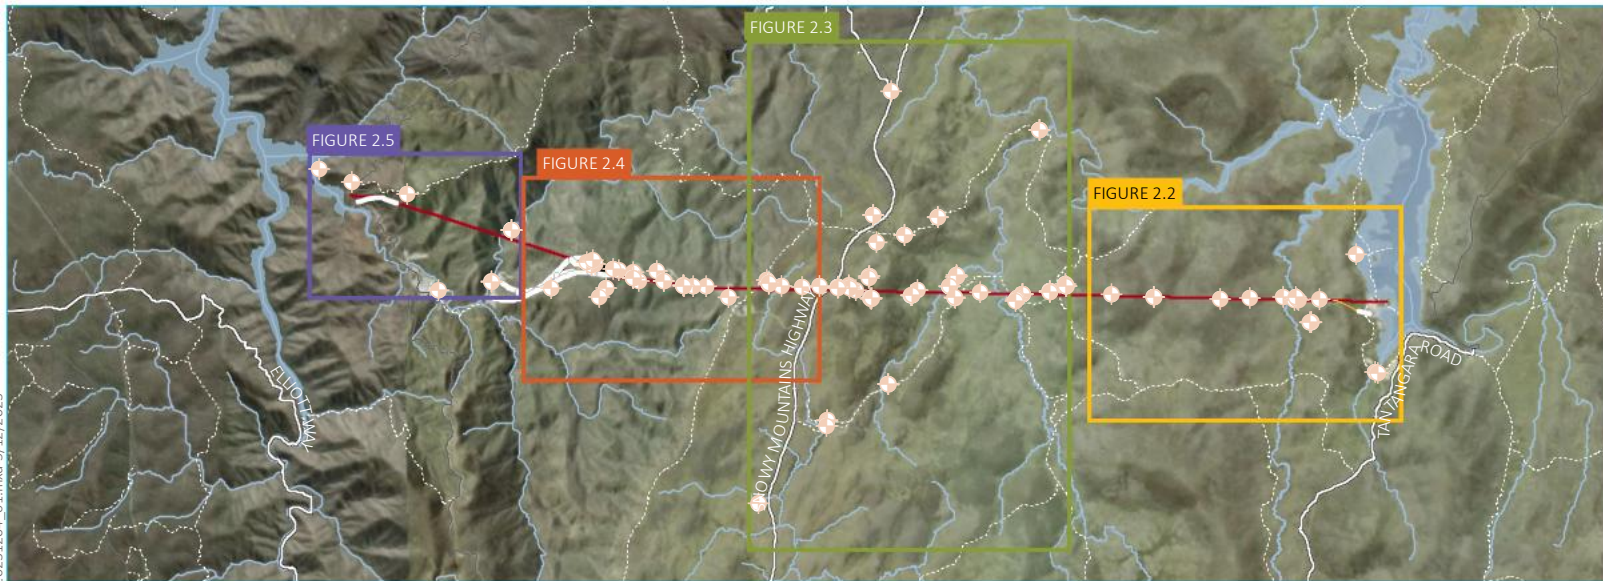 FIGURE 2.3
FIGURE 2.5
FIGURE 2.4
FIGURE 2.2
SNOWY MOUNTAINS HIGHWAY
ELLIOTT WAY
TANTANGARA ROAD